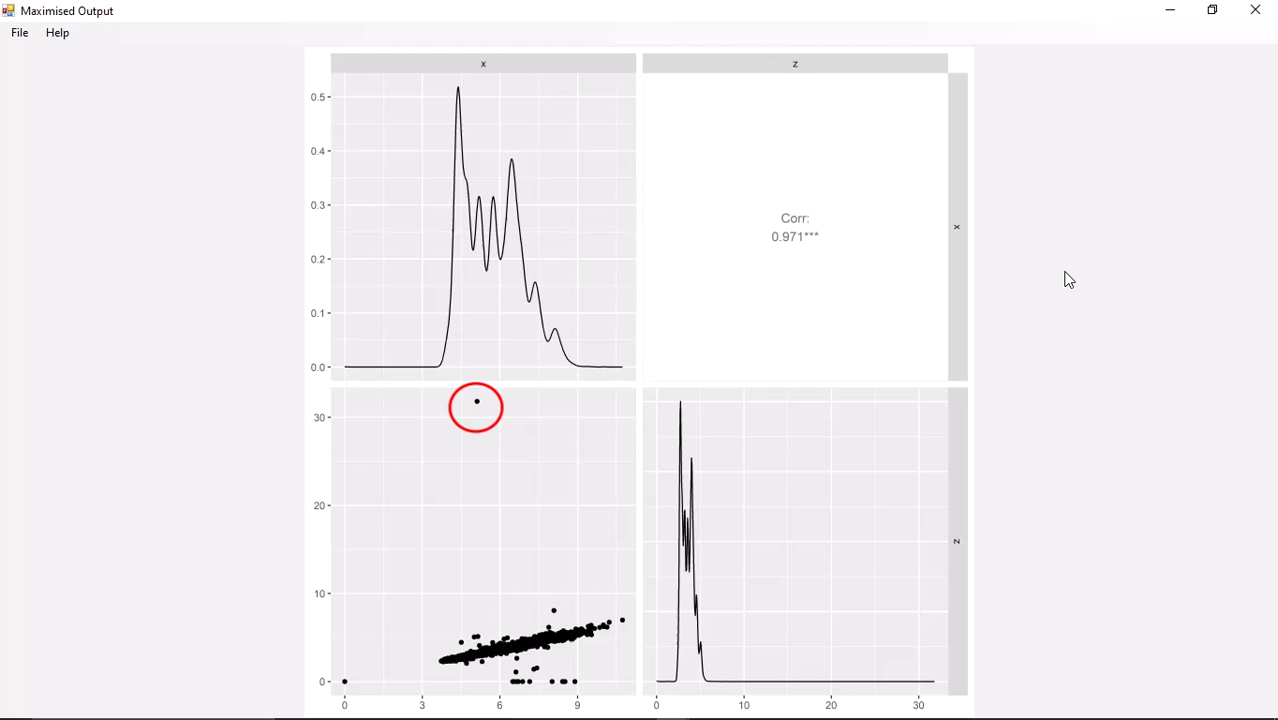 Maximised Output
File Help
x z
0.5
0.4
0.3
0.2
0.1
0.0
Corr:
0.971***
x
30
20
10
0
z
0 3 6 9
0 10 20 30